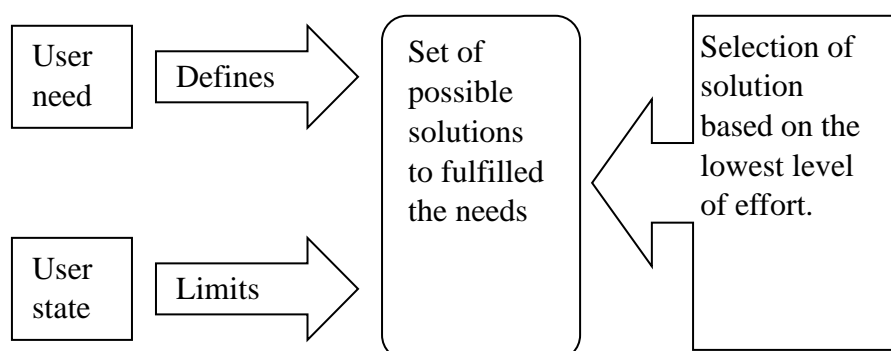 User
need
Defines
Set of
possible
solutions
to fulfilled
the needs
Selection of
solution
based on the
lowest level
of effort.
User
state
Limits